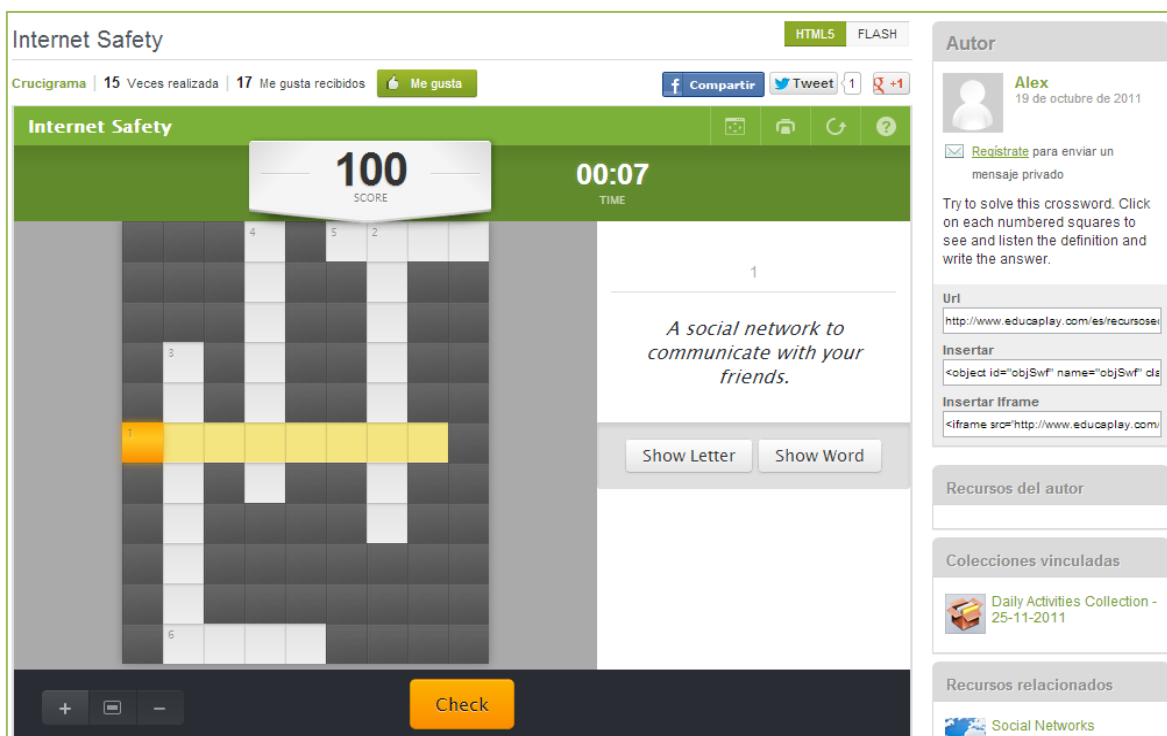 Internet Safety
HTML5 FLASH
Crucigrama | 15 Veces realizada | 17 Me gusta recibidos Me gusta
Compartir Tweet 1 +1
Internet Safety
?
100
SCORE
00:07
TIME
4 5 2
3
1
6
1
A social network to
communicate with your
friends.
Show Letter Show Word
+ −
Check
Autor
Alex
19 de octubre de 2011
Regístrate para enviar un
mensaje privado
Try to solve this crossword. Click
on each numbered squares to
see and listen the definition and
write the answer.
Url
http://www.educaplay.com/es/recursose
Insertar
<object id="objSwf" name="objSwf" cla
Insertar Iframe
<iframe src='http://www.educaplay.com/
Recursos del autor
Colecciones vinculadas
Daily Activities Collection -
25-11-2011
Recursos relacionados
Social Networks